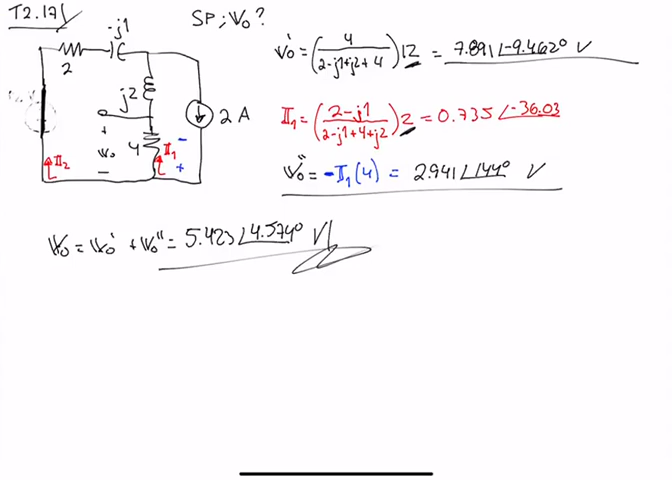 T2.17)
SP; V₀?
-j1
2
j2
4
2 A
+
V₀
−
I₂
I₁
−
+
V₀' = (4 / (2-j1+j2+4)) 12 = 7.891∠-9.462° V
I₁ = (2-j1 / (2-j1+4+j2)) 2 = 0.735∠-36.03
V₀'' = -I₁(4) = 2.941∠144° V
V₀ = V₀' + V₀'' = 5.423∠4.574° V